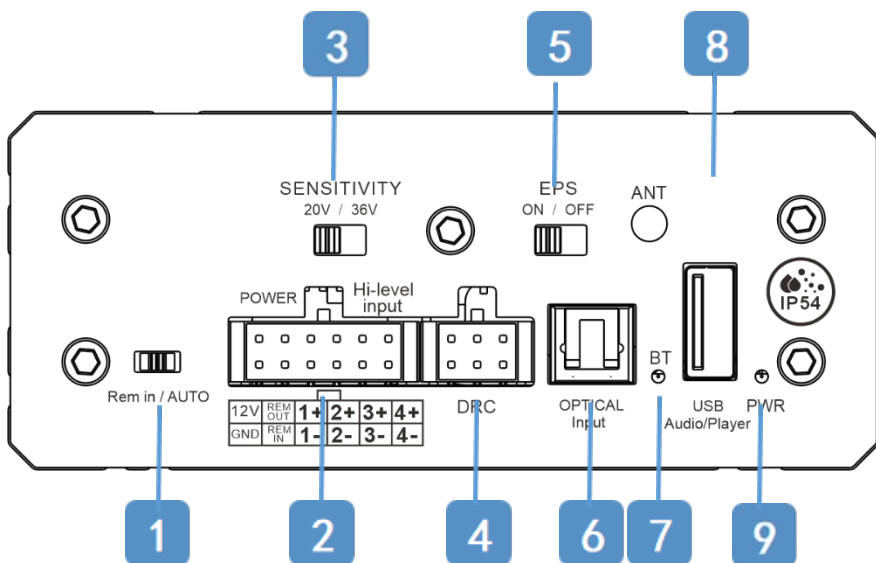 3
5
8
SENSITIVITY
20V / 36V
EPS
ON / OFF
ANT
POWER
Hi-level
input
IP54
Rem in / AUTO
BT
12V REM OUT 1+ 2+ 3+ 4+
GND REM IN 1- 2- 3- 4-
DRC
OPTICAL
Input
USB
Audio/Player
PWR
1
2
4
6
7
9